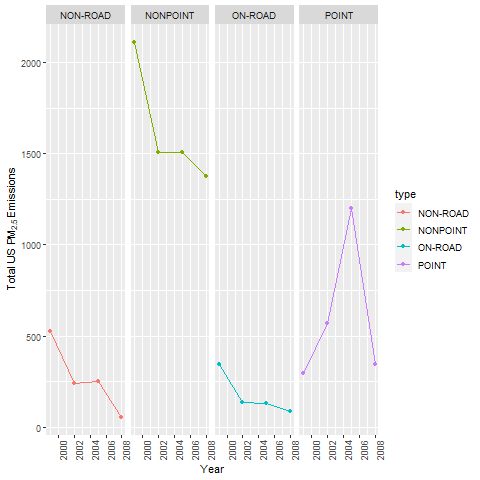 NON-ROAD NONPOINT ON-ROAD POINT
2000
1500
1000
500
0
Total US PM2.5 Emissions
2000 2002 2004 2006 2008 2000 2002 2004 2006 2008 2000 2002 2004 2006 2008 2000 2002 2004 2006 2008
Year
type
NON-ROAD
NONPOINT
ON-ROAD
POINT